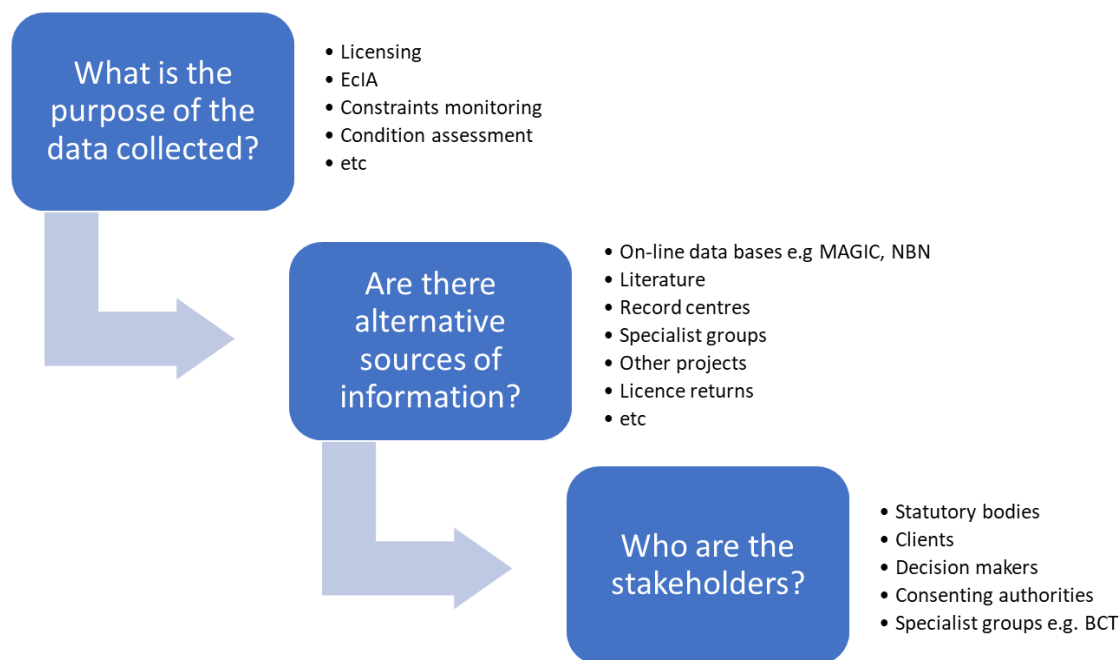 What is the
purpose of the
data collected?
• Licensing
• EcIA
• Constraints monitoring
• Condition assessment
• etc
Are there
alternative
sources of
information?
• On-line data bases e.g MAGIC, NBN
• Literature
• Record centres
• Specialist groups
• Other projects
• Licence returns
• etc
Who are the
stakeholders?
• Statutory bodies
• Clients
• Decision makers
• Consenting authorities
• Specialist groups e.g. BCT